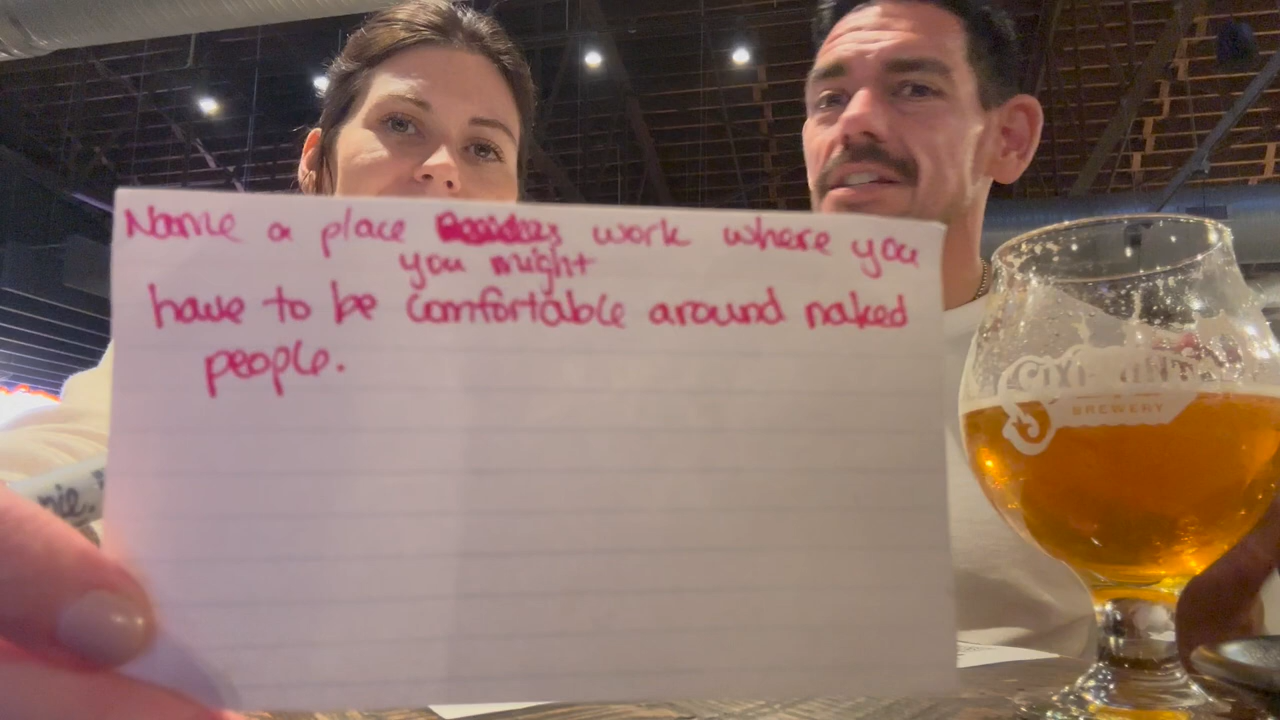 Name a place work where you
you might
have to be comfortable around naked
people.
BREWERY